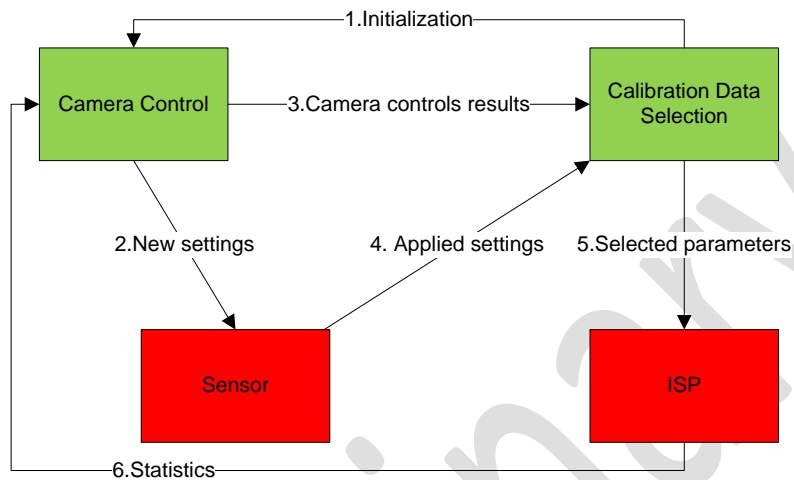 1.Initialization
Camera Control
3.Camera controls results
Calibration Data
Selection
2.New settings
4. Applied settings
5.Selected parameters
Sensor
ISP
6.Statistics